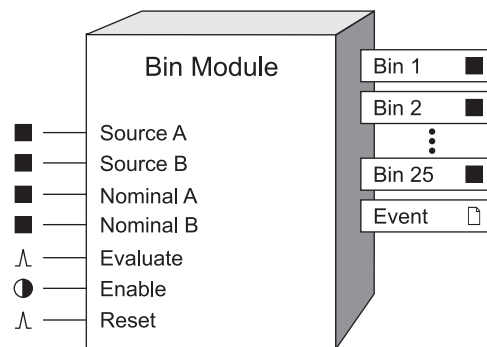 Bin Module
Source A
Source B
Nominal A
Nominal B
Evaluate
Enable
Reset
Bin 1
Bin 2
Bin 25
Event